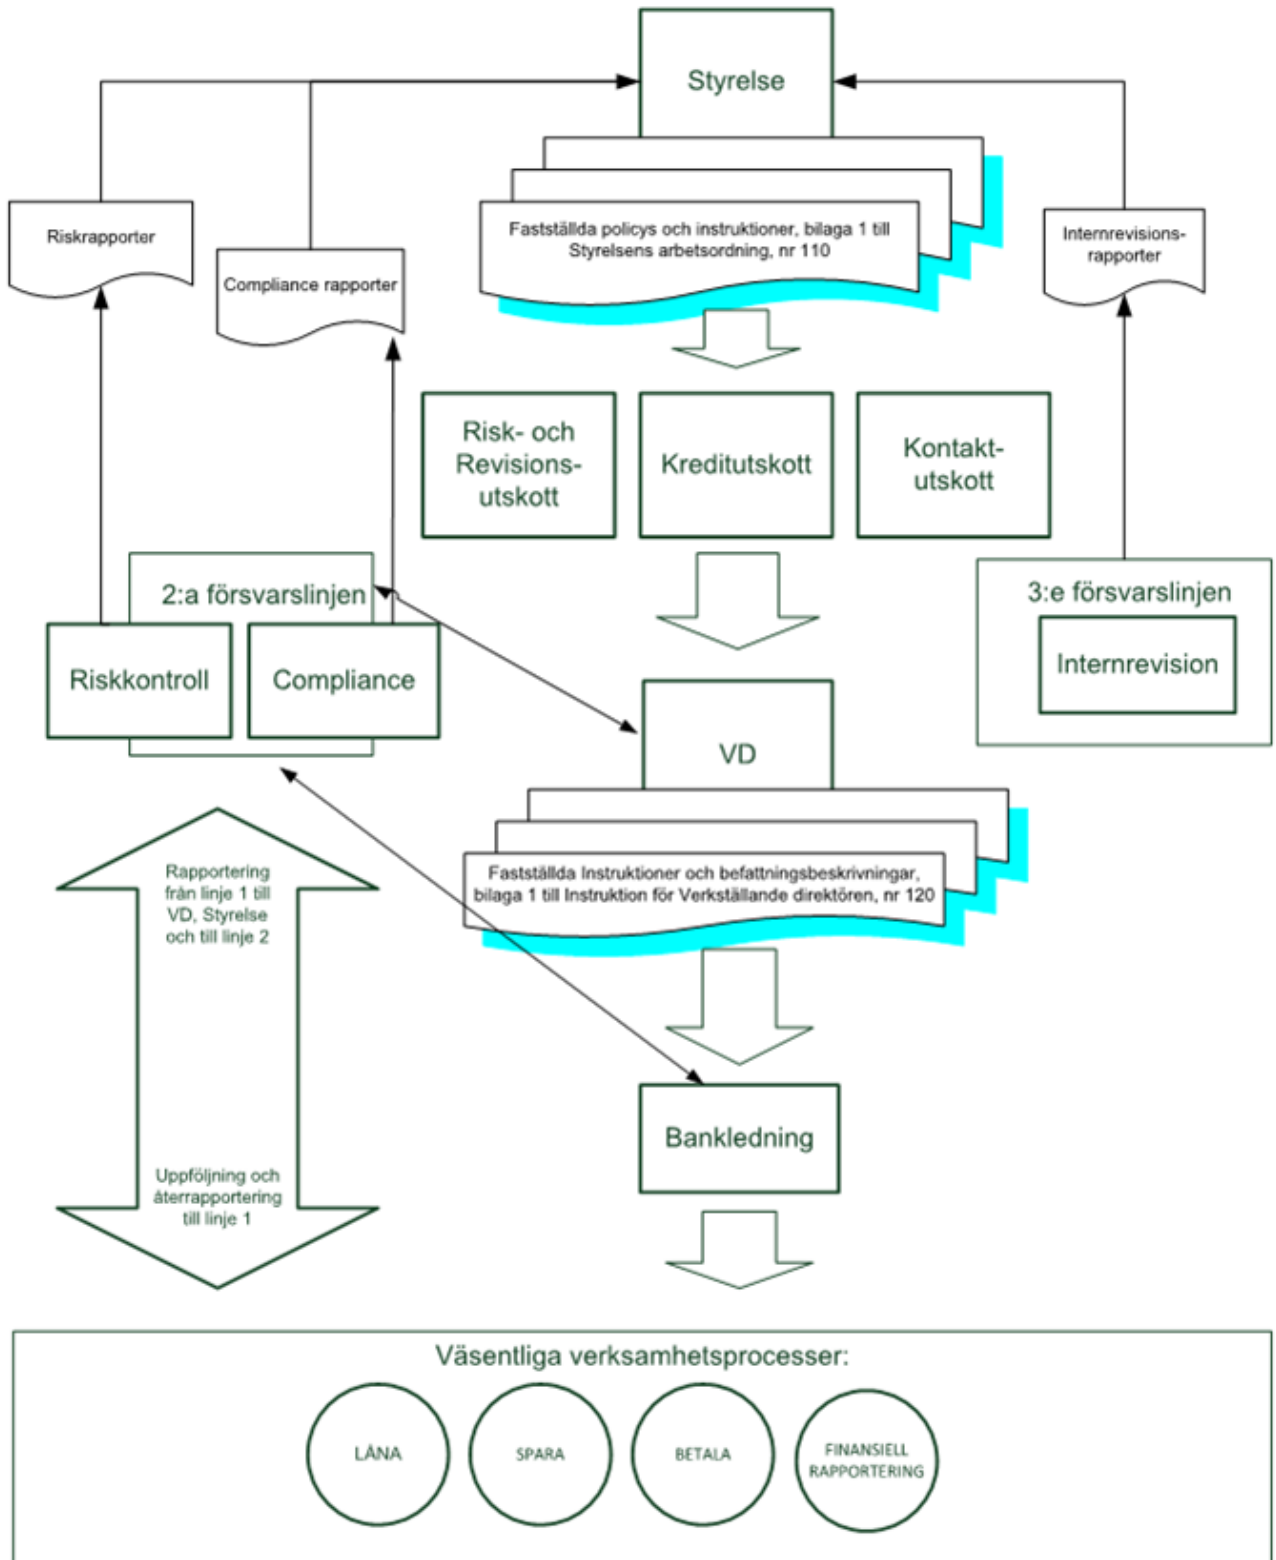 Styrelse
Fastställda policys och instruktioner, bilaga 1 till
Styrelsens arbetsordning, nr 110
Riskrapporter
Compliance rapporter
Internrevisions-
rapporter
Risk- och
Revisions-
utskott
Kreditutskott
Kontakt-
utskott
2:a försvarslinjen
Riskkontroll
Compliance
3:e försvarslinjen
Internrevision
VD
Fastställda Instruktioner och befattningsbeskrivningar,
bilaga 1 till Instruktion för Verkställande direktören, nr 120
Rapportering
från linje 1 till
VD, Styrelse
och till linje 2
Uppföljning och
återrapportering
till linje 1
Bankledning
Väsentliga verksamhetsprocesser:
LÅNA
SPARA
BETALA
FINANSIELL
RAPPORTERING